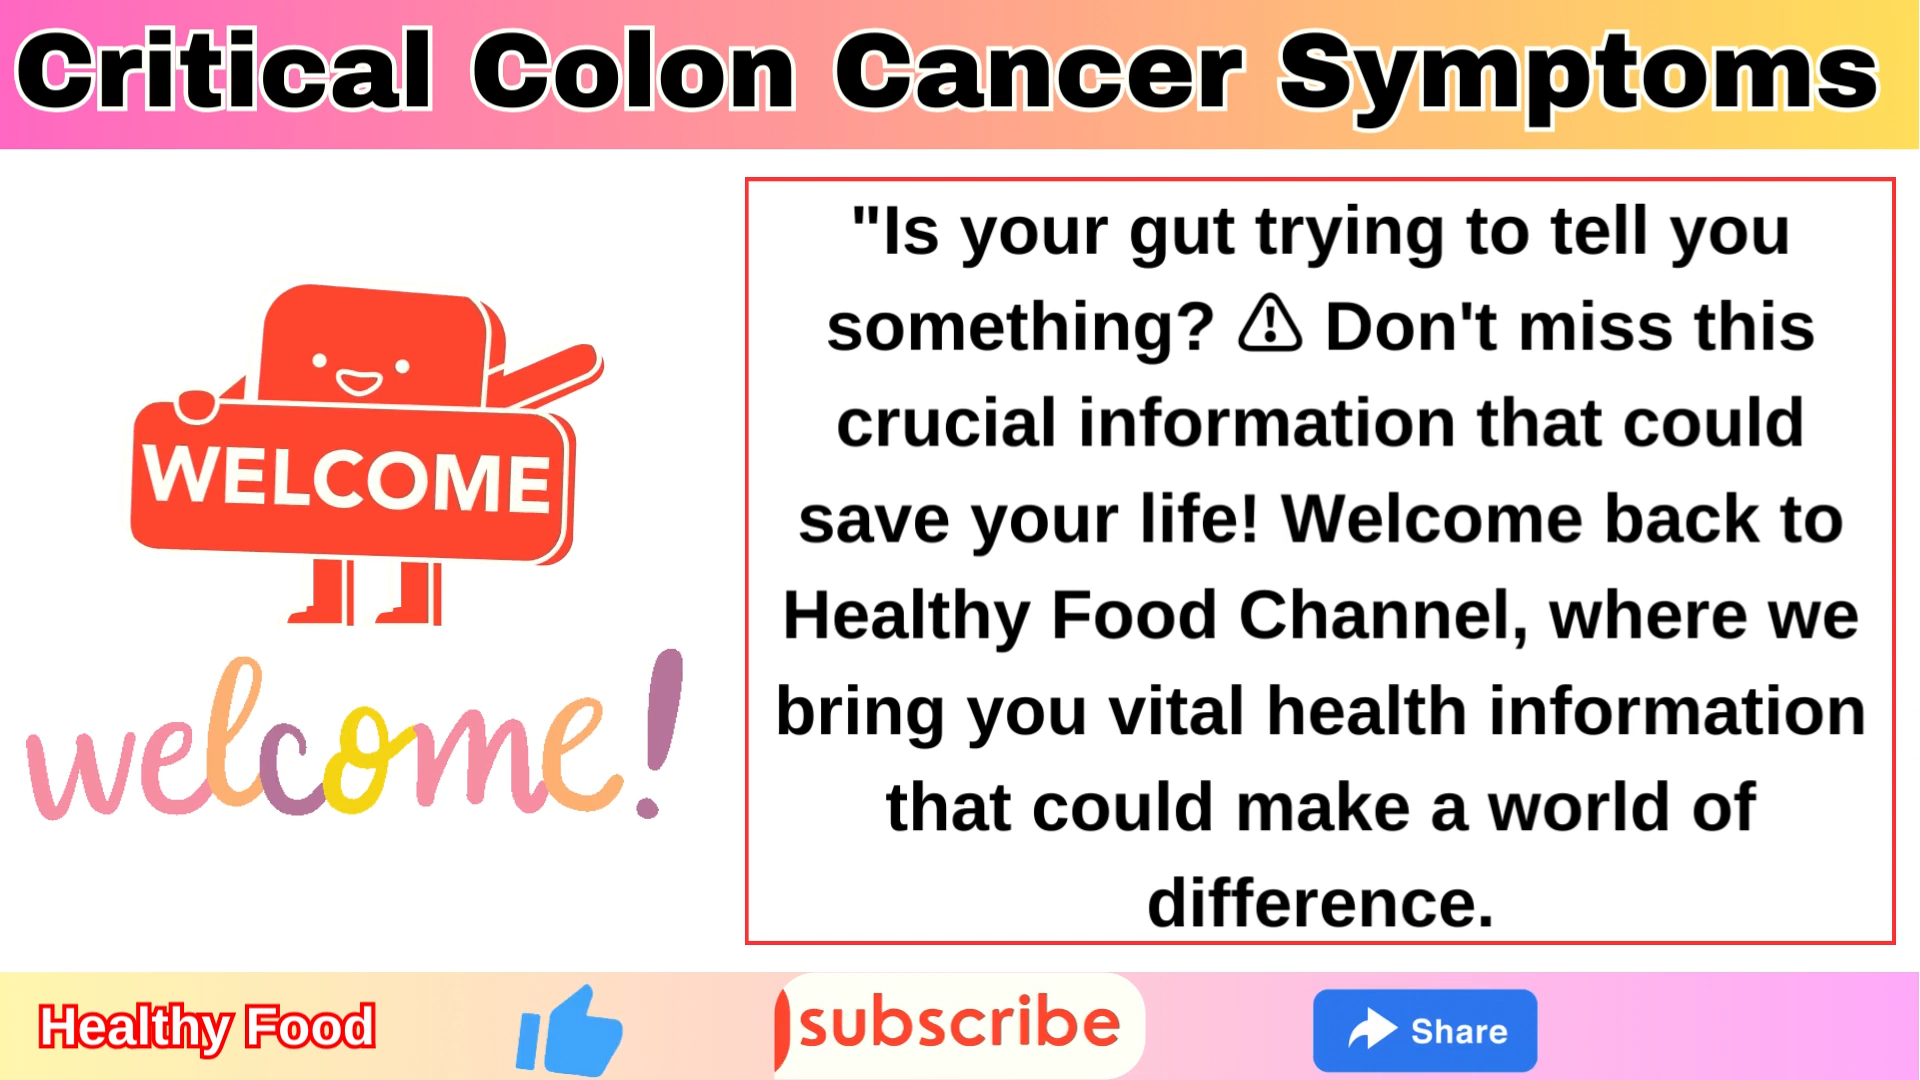 Critical Colon Cancer Symptoms
WELCOME
welcome!
"Is your gut trying to tell you
something? ⚠ Don't miss this
crucial information that could
save your life! Welcome back to
Healthy Food Channel, where we
bring you vital health information
that could make a world of
difference.
Healthy Food
subscribe
Share